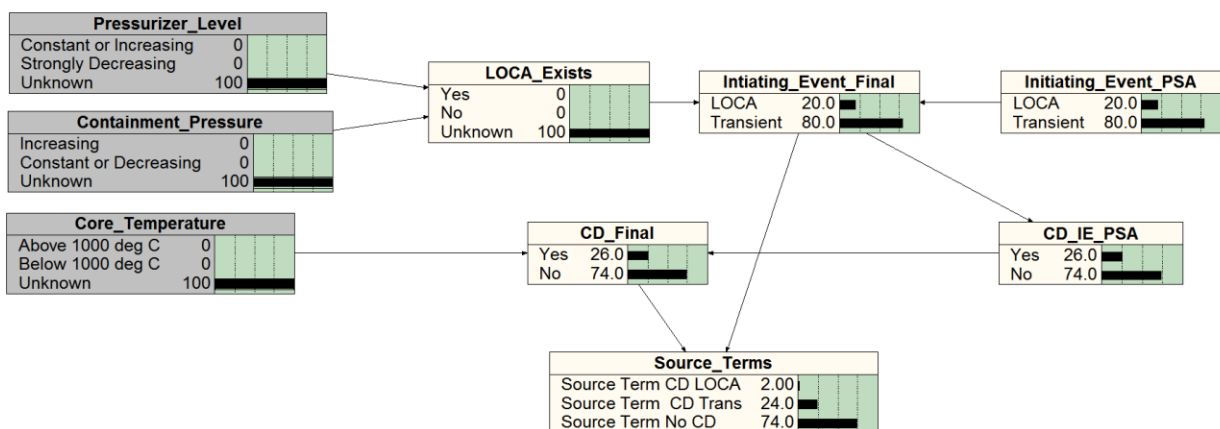 Pressurizer_Level
Constant or Increasing 0
Strongly Decreasing 0
Unknown 100
Containment_Pressure
Increasing 0
Constant or Decreasing 0
Unknown 100
LOCA_Exists
Yes 0
No 0
Unknown 100
Intiating_Event_Final
LOCA 20.0
Transient 80.0
Initiating_Event_PSA
LOCA 20.0
Transient 80.0
Core_Temperature
Above 1000 deg C 0
Below 1000 deg C 0
Unknown 100
CD_Final
Yes 26.0
No 74.0
CD_IE_PSA
Yes 26.0
No 74.0
Source_Terms
Source Term CD LOCA 2.00
Source Term CD Trans 24.0
Source Term No CD 74.0